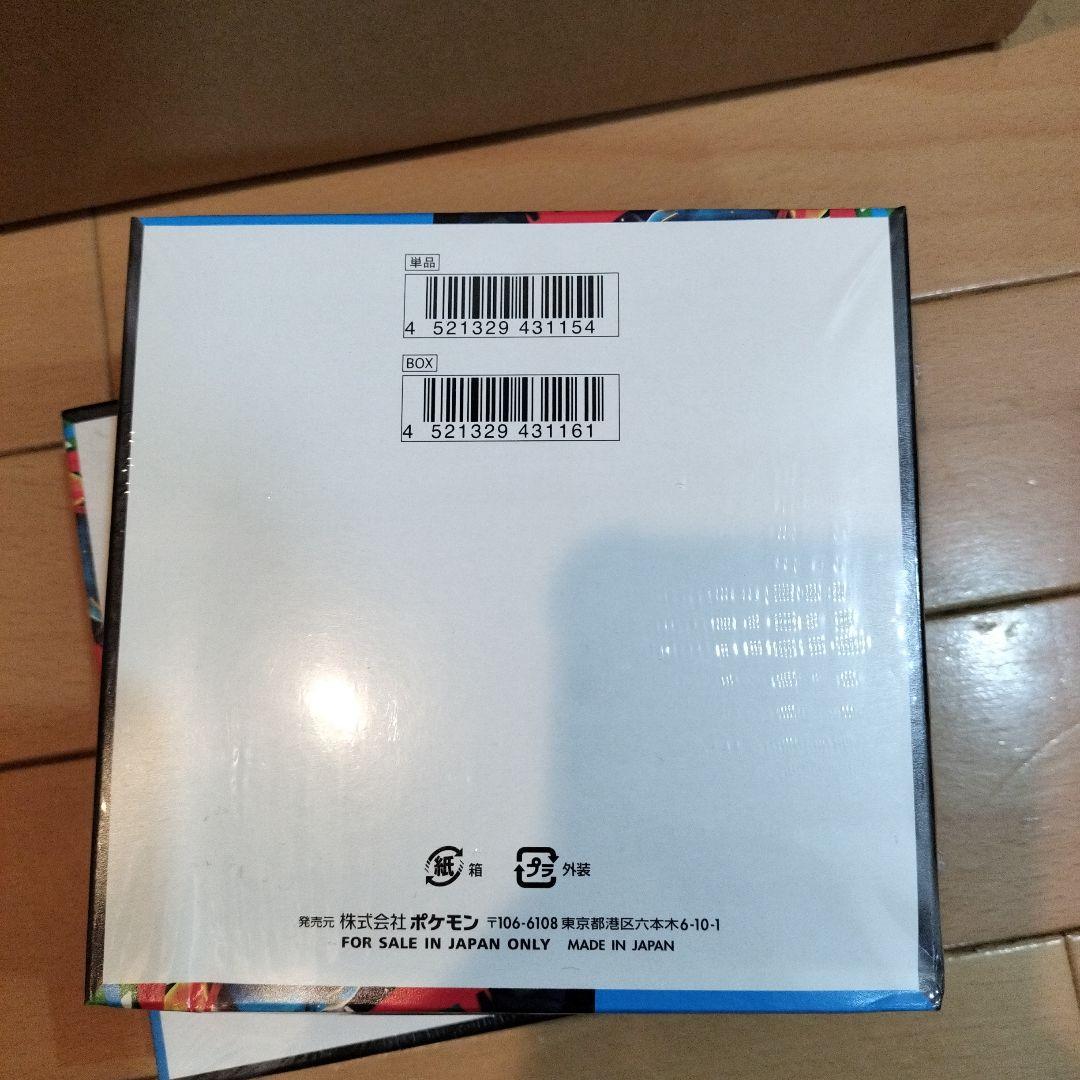 単品
4 521329 431154
BOX
4 521329 431161
紙 箱 プラ 外装
発売元 株式会社 ポケモン 〒106-6108 東京都港区六本木6-10-1
FOR SALE IN JAPAN ONLY MADE IN JAPAN